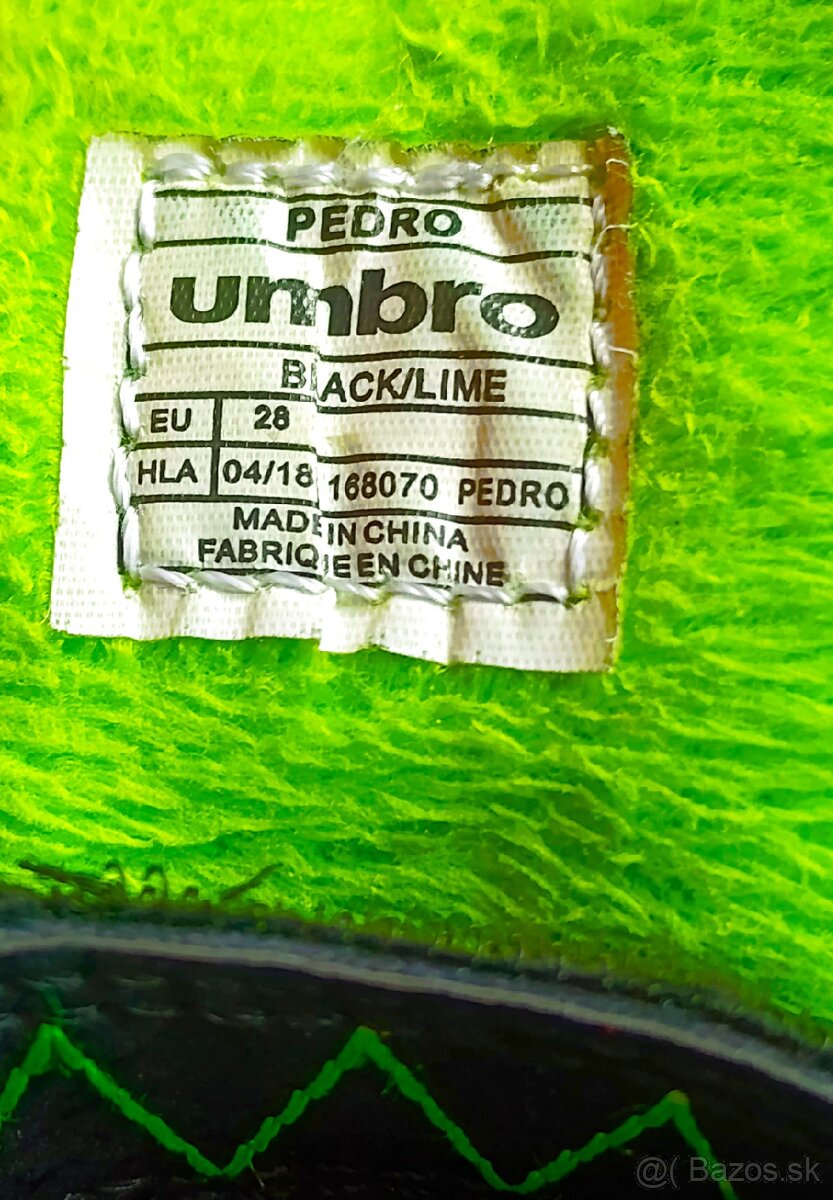 PEDRO
umbro
BLACK/LIME
EU 28
HLA 04/18 168070 PEDRO
MADE IN CHINA
FABRIQUE EN CHINE
@( Bazos.sk